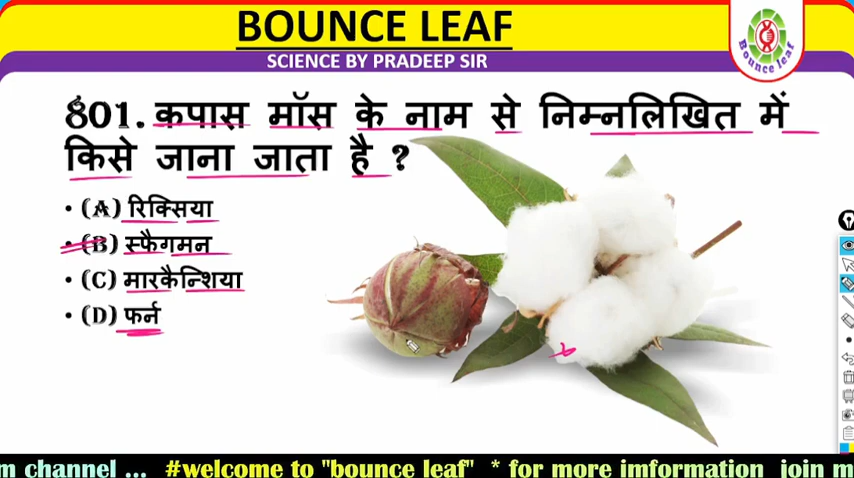 BOUNCE LEAF
SCIENCE BY PRADEEP SIR
Bounce leaf
801. कपास मॉस के नाम से निम्नलिखित में
किसे जाना जाता है ?
• (A) रिक्सिया
• (B) स्फैगमन
• (C) मारकैन्शिया
• (D) फर्न
m channel ... #welcome to "bounce leaf" * for more imformation join m